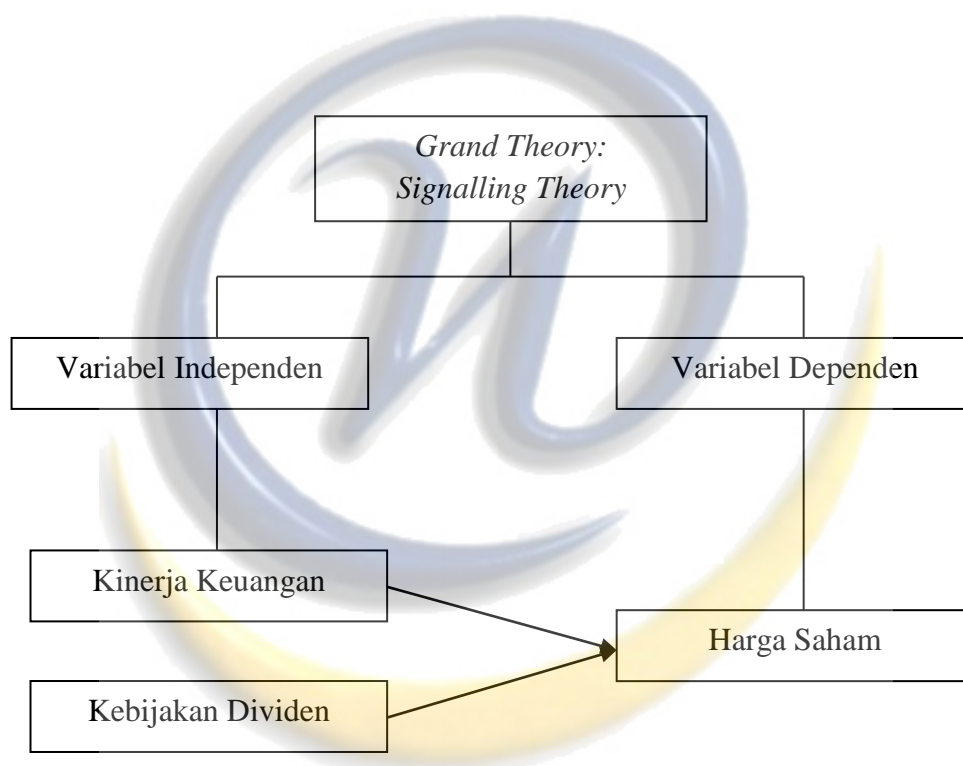 Grand Theory:
Signalling Theory
Variabel Independen
Variabel Dependen
Kinerja Keuangan
Harga Saham
Kebijakan Dividen